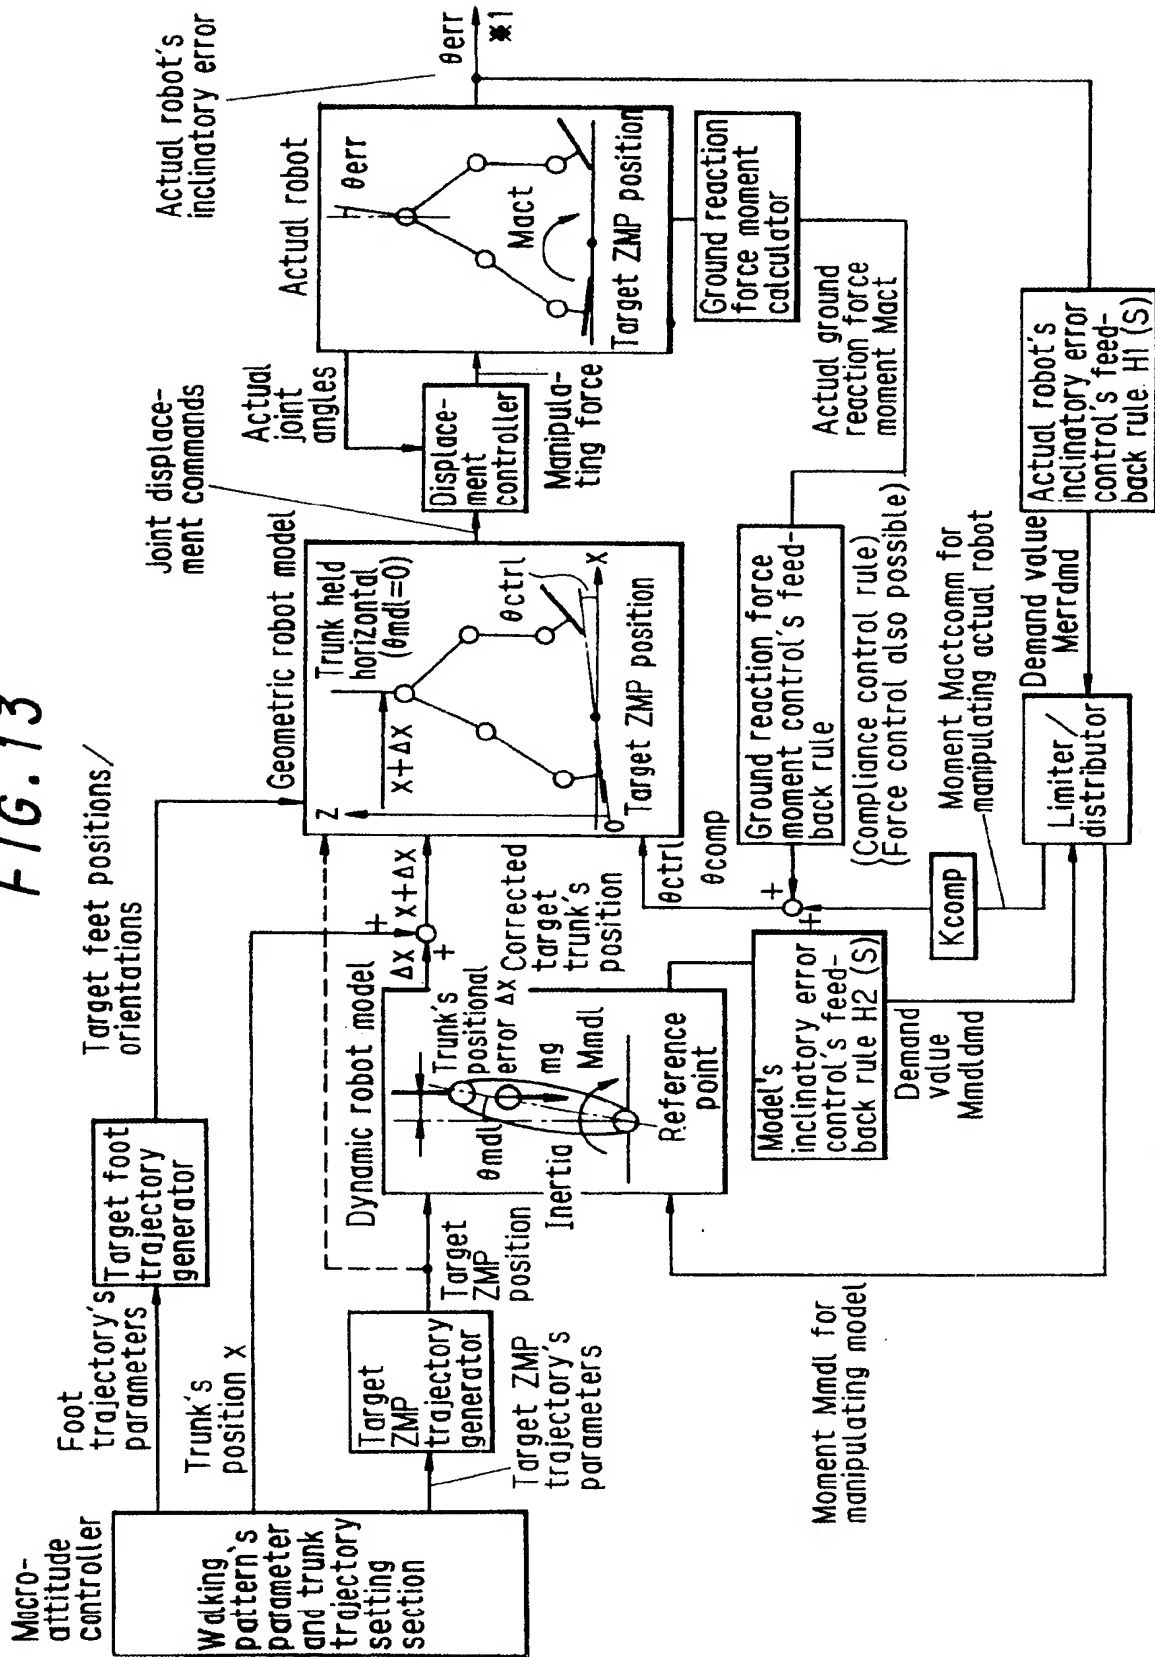 FIG.13
Macro-
attitude
controller
Walking
pattern's
parameter
and trunk
trajectory
setting
section
Foot
trajectory's
parameters
Trunk's
position x
Target ZMP
trajectory's
parameters
Target foot
trajectory
generator
Target
ZMP
trajectory
generator
Target feet positions/
orientations
Target
ZMP
position
Dynamic robot model
Trunk's
positional
error Δx
mg
θmdl
Mmdl
Inertia
Reference
point
Δx
x+Δx
+
+
Corrected
target
trunk's
position
Geometric robot model
Z
Trunk held
horizontal
(θmdl=0)
x+Δx
θctrl
X
O
Target ZMP position
Joint displace-
ment commands
Displace-
ment
controller
Actual
joint
angles
Manipula-
ting force
Actual robot
θerr
Mact
Target ZMP position
Actual robot's
inclinatory error
θerr
※1
Ground reaction
force moment
calculator
Actual ground
reaction force
moment Mact
Ground reaction force
moment control's feed-
back rule
(Compliance control rule)
(Force control also possible)
θctrl
θcomp
+
+
Kcomp
Moment Mactcomm for
manipulating actual robot
Model's
inclinatory error
control's feed-
back rule H2 (S)
Demand
value
Mmdldmd
Limiter/
distributor
Demand value
Merrdmd
Actual robot's
inclinatory error
control's feed-
back rule H1 (S)
Moment Mmdl for
manipulating model